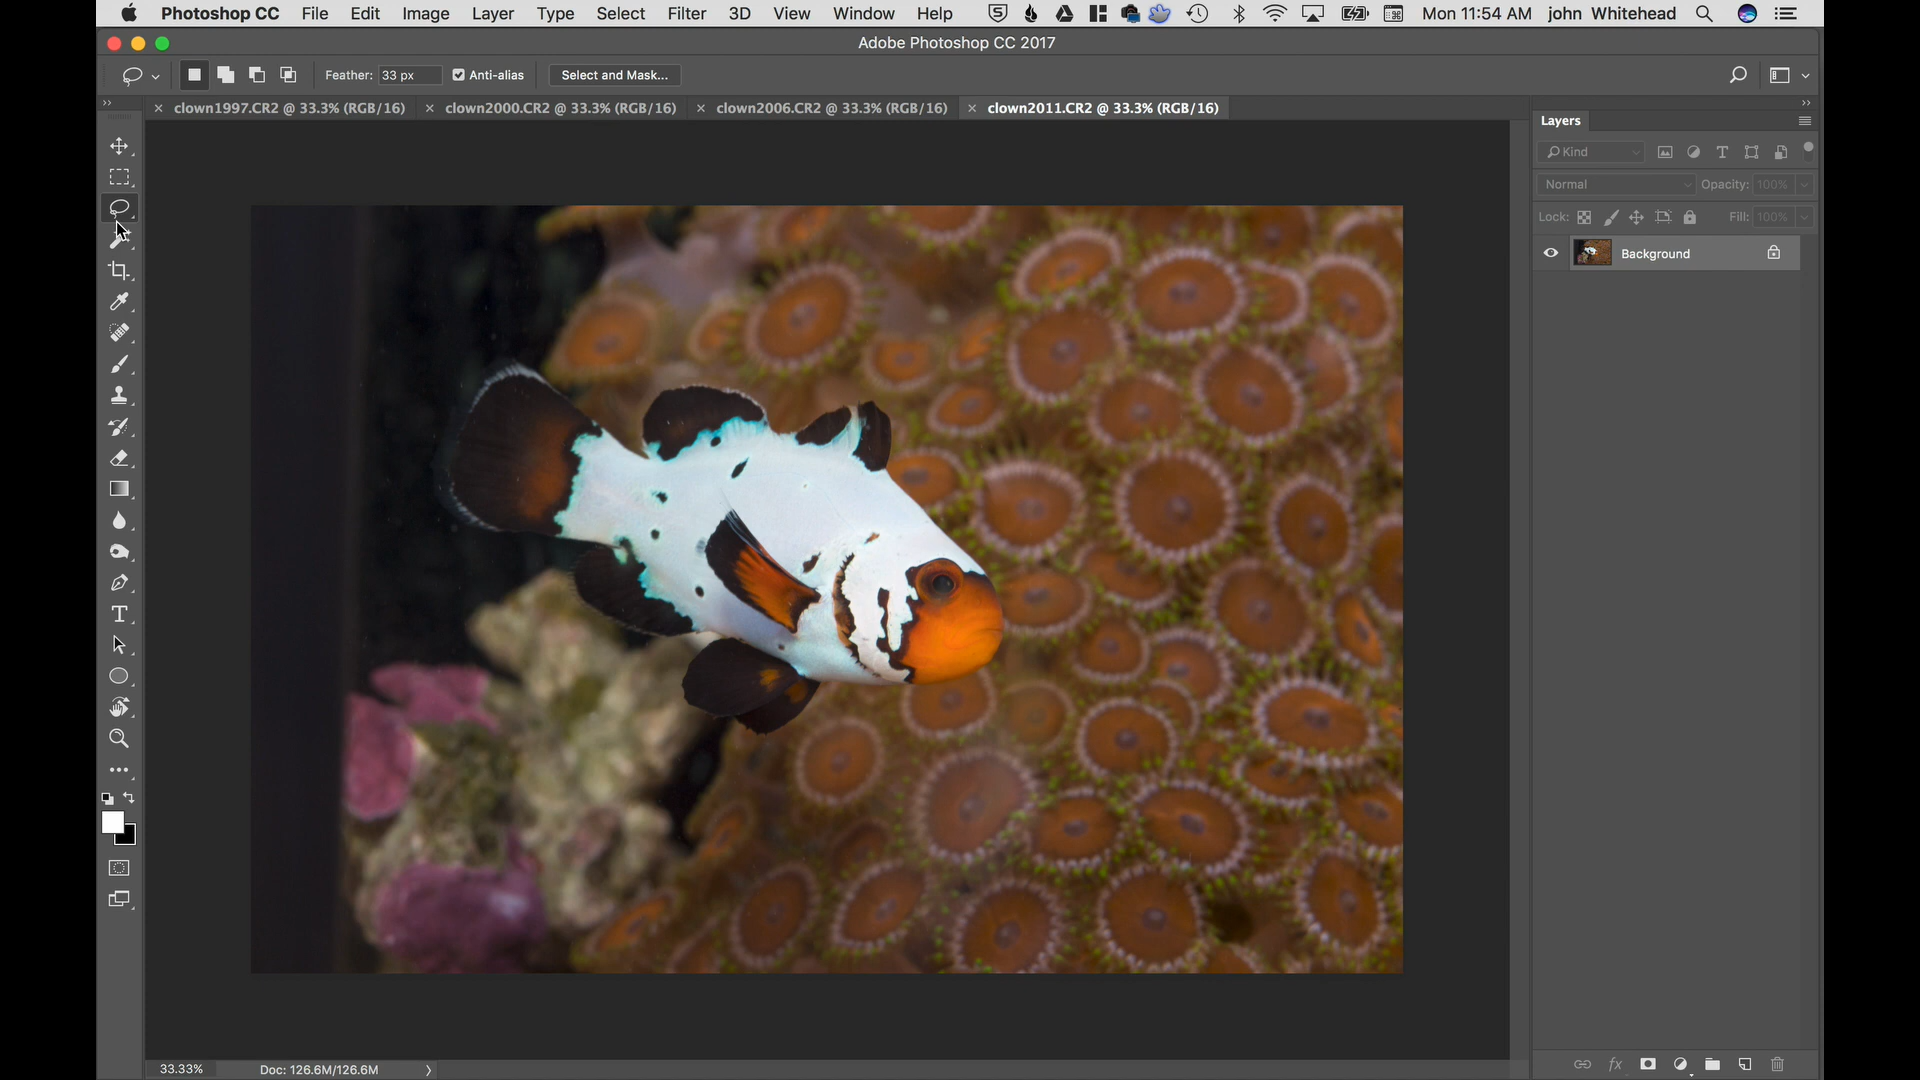 Photoshop CC File Edit Image Layer Type Select Filter 3D View Window Help Mon 11:54 AM john Whitehead
Adobe Photoshop CC 2017
Feather: 33 px Anti-alias Select and Mask...
clown1997.CR2 @ 33.3% (RGB/16) clown2000.CR2 @ 33.3% (RGB/16) clown2006.CR2 @ 33.3% (RGB/16) clown2011.CR2 @ 33.3% (RGB/16)
Layers
Kind
Normal Opacity: 100%
Lock: Fill: 100%
Background
33.33% Doc: 126.6M/126.6M